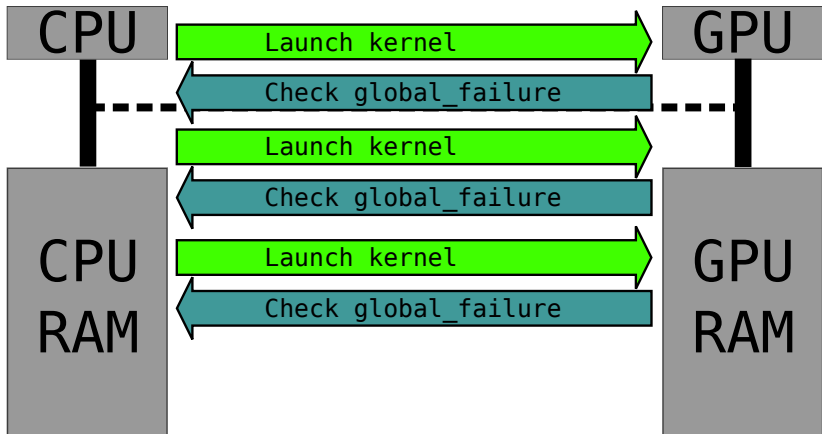 CPU
GPU
Launch kernel
Check global_failure
Launch kernel
Check global_failure
Launch kernel
Check global_failure
CPU
RAM
GPU
RAM